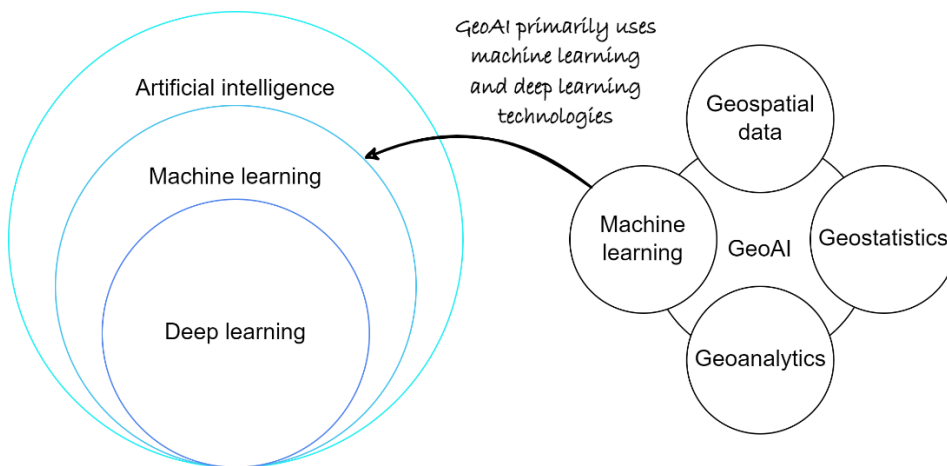 GeoAI primarily uses
machine learning
and deep learning
technologies
Artificial intelligence
Machine learning
Deep learning
Geospatial
data
Machine
learning
GeoAI
Geostatistics
Geoanalytics